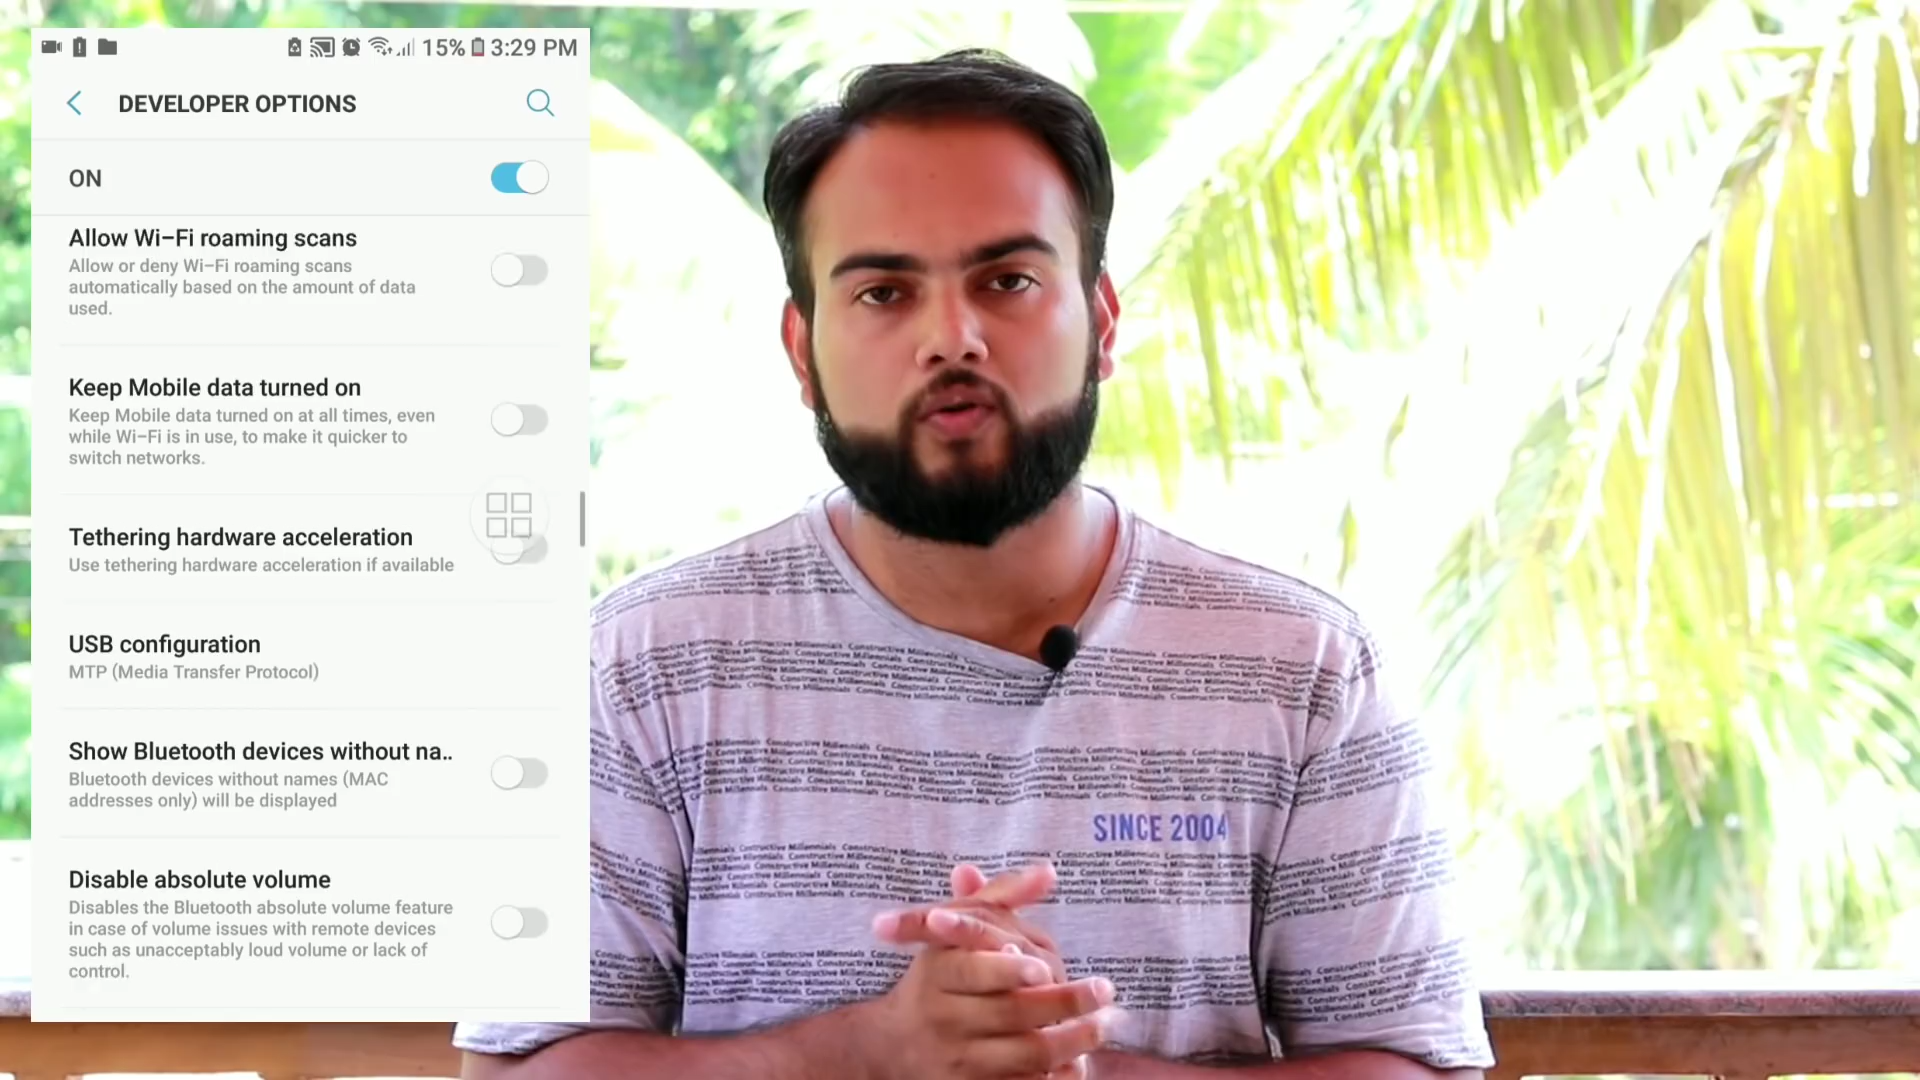 15% 3:29 PM
DEVELOPER OPTIONS
ON
Allow Wi-Fi roaming scans
Allow or deny Wi-Fi roaming scans
automatically based on the amount of data
used.
Keep Mobile data turned on
Keep Mobile data turned on at all times, even
while Wi-Fi is in use, to make it quicker to
switch networks.
Tethering hardware acceleration
Use tethering hardware acceleration if available
USB configuration
MTP (Media Transfer Protocol)
Show Bluetooth devices without na..
Bluetooth devices without names (MAC
addresses only) will be displayed
Disable absolute volume
Disables the Bluetooth absolute volume feature
in case of volume issues with remote devices
such as unacceptably loud volume or lack of
control.
Constructive Millennials
SINCE 2004